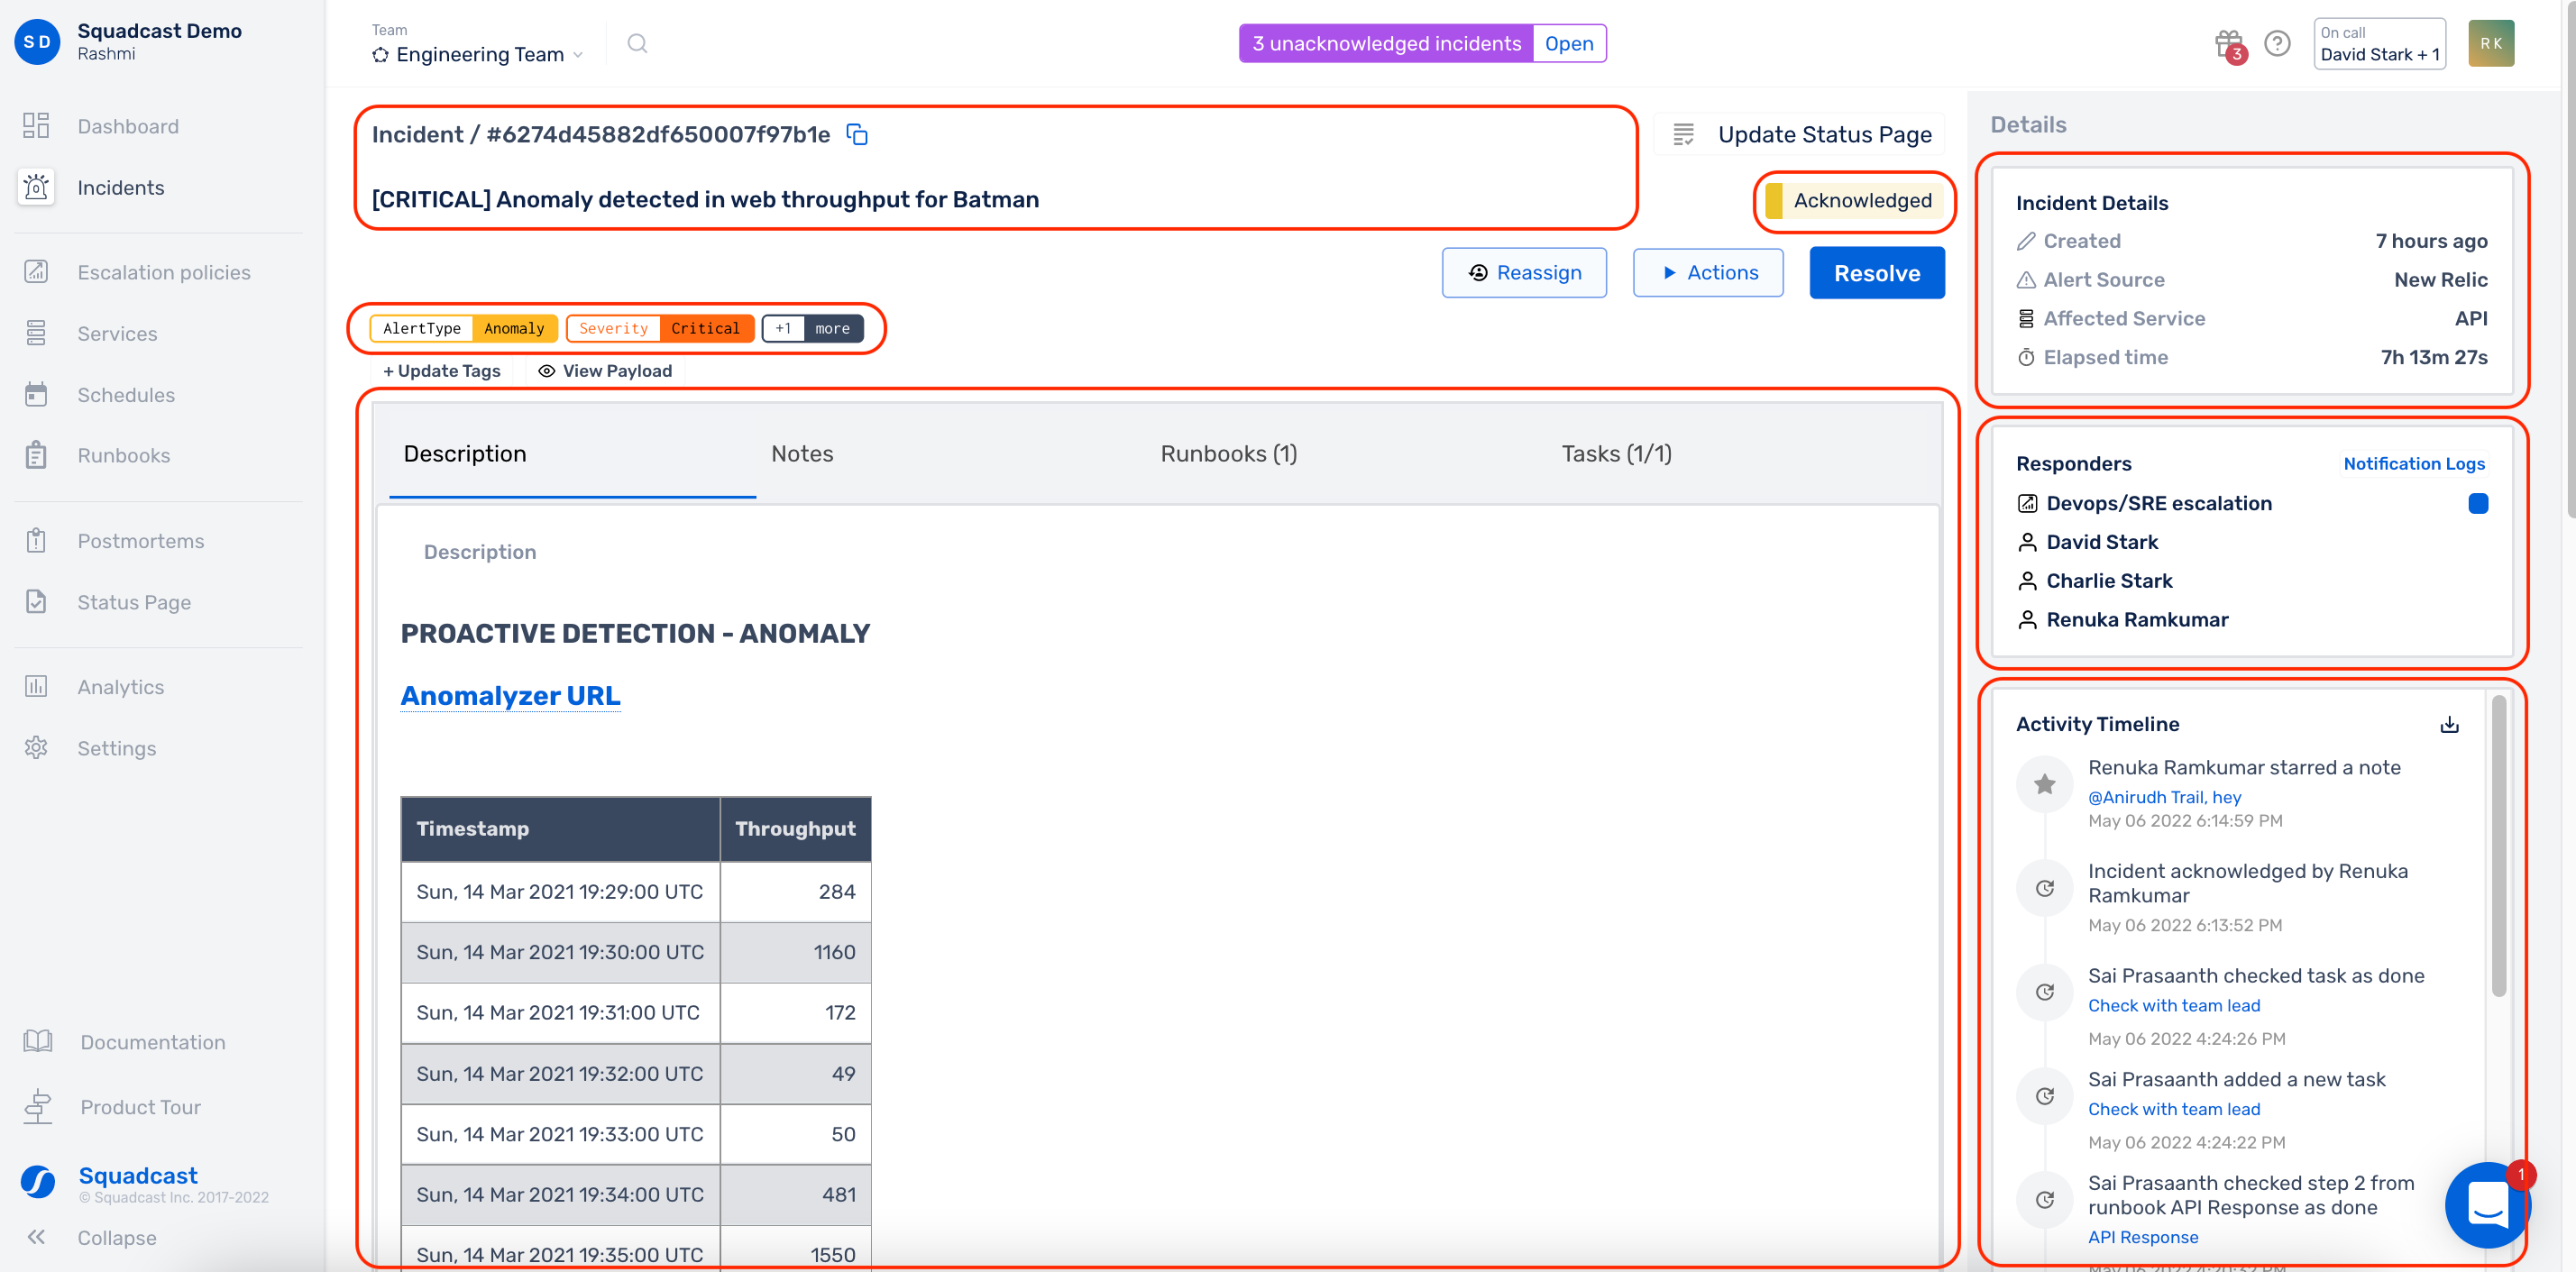 S D
Squadcast Demo
Rashmi
Dashboard
Incidents
Escalation policies
Services
Schedules
Runbooks
Postmortems
Status Page
Analytics
Settings
Documentation
Product Tour
Squadcast
© Squadcast Inc. 2017-2022
Collapse
Team
Engineering Team
3 unacknowledged incidents Open
3
On call
David Stark + 1
R K
Incident / #6274d45882df650007f97b1e
Update Status Page
[CRITICAL] Anomaly detected in web throughput for Batman
Acknowledged
Reassign Actions Resolve
AlertType Anomaly Severity Critical +1 more
+ Update Tags View Payload
Description Notes Runbooks (1) Tasks (1/1)
Description
PROACTIVE DETECTION - ANOMALY
Anomalyzer URL
Timestamp Throughput
Sun, 14 Mar 2021 19:29:00 UTC 284
Sun, 14 Mar 2021 19:30:00 UTC 1160
Sun, 14 Mar 2021 19:31:00 UTC 172
Sun, 14 Mar 2021 19:32:00 UTC 49
Sun, 14 Mar 2021 19:33:00 UTC 50
Sun, 14 Mar 2021 19:34:00 UTC 481
Sun, 14 Mar 2021 19:35:00 UTC 1550
Details
Incident Details
Created 7 hours ago
Alert Source New Relic
Affected Service API
Elapsed time 7h 13m 27s
Responders Notification Logs
Devops/SRE escalation
David Stark
Charlie Stark
Renuka Ramkumar
Activity Timeline
Renuka Ramkumar starred a note
@Anirudh Trail, hey
May 06 2022 6:14:59 PM
Incident acknowledged by Renuka
Ramkumar
May 06 2022 6:13:52 PM
Sai Prasaanth checked task as done
Check with team lead
May 06 2022 4:24:26 PM
Sai Prasaanth added a new task
Check with team lead
May 06 2022 4:24:22 PM
Sai Prasaanth checked step 2 from
runbook API Response as done
API Response
1